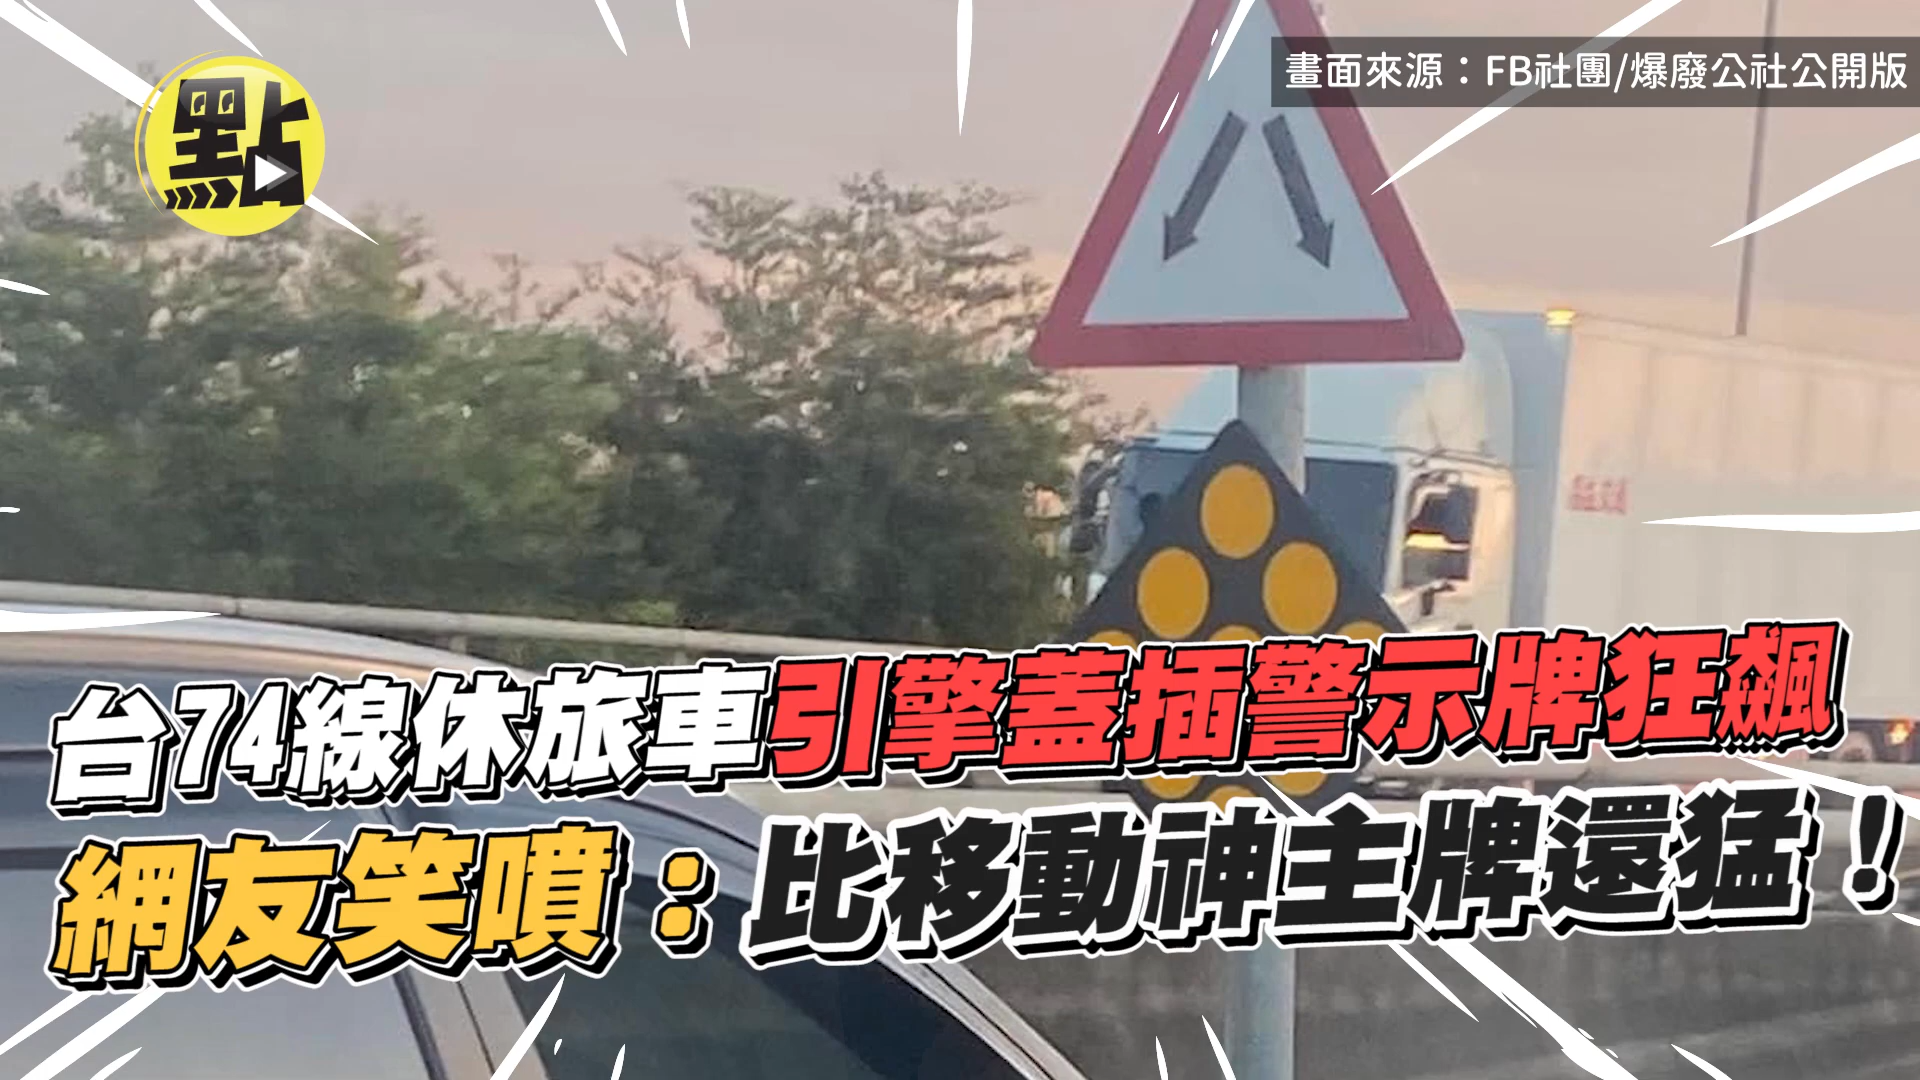 畫面來源：FB社團/爆廢公社公開版
點
台74線休旅車引擎蓋插警示牌狂飆
網友笑噴：比移動神主牌還猛！